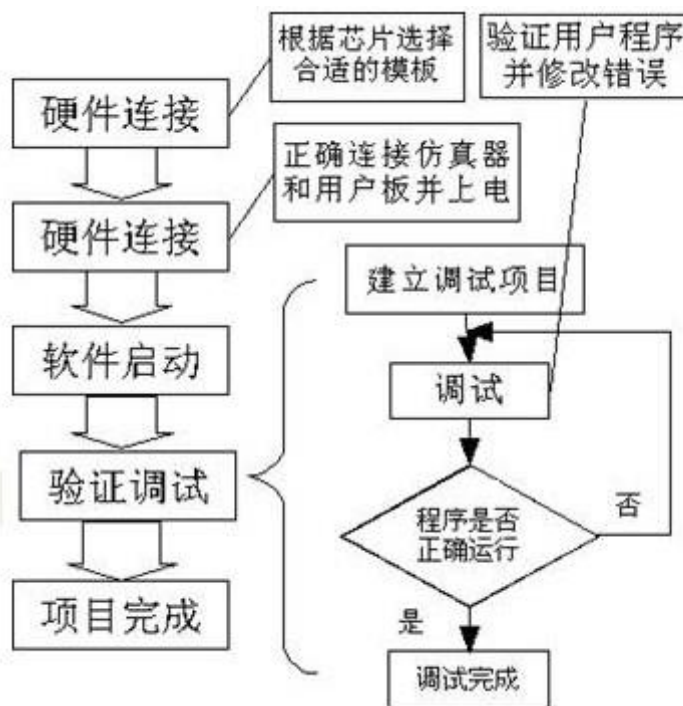 根据芯片选择
合适的模板
验证用户程序
并修改错误
硬件连接
正确连接仿真器
和用户板并上电
硬件连接
建立调试项目
软件启动
调试
验证调试
程序是否
正确运行
否
项目完成
是
调试完成